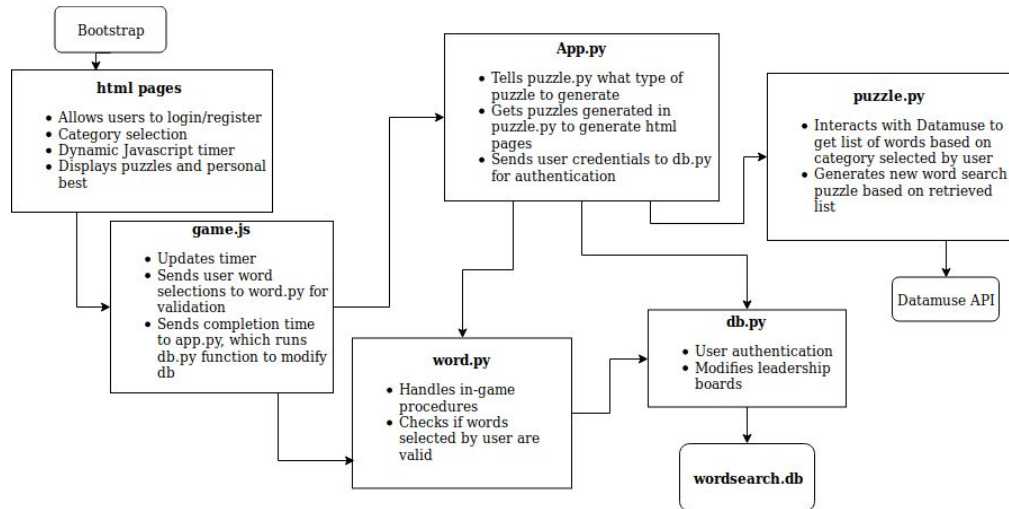 Bootstrap
html pages
• Allows users to login/register
• Category selection
• Dynamic Javascript timer
• Displays puzzles and personal
best
game.js
• Updates timer
• Sends user word
selections to word.py for
validation
• Sends completion time
to app.py, which runs
db.py function to modify
db
App.py
• Tells puzzle.py what type of
puzzle to generate
• Gets puzzles generated in
puzzle.py to generate html
pages
• Sends user credentials to db.py
for authentication
puzzle.py
• Interacts with Datamuse to
get list of words based on
category selected by user
• Generates new word search
puzzle based on retrieved
list
Datamuse API
word.py
• Handles in-game
procedures
• Checks if words
selected by user are
valid
db.py
• User authentication
• Modifies leadership
boards
wordsearch.db